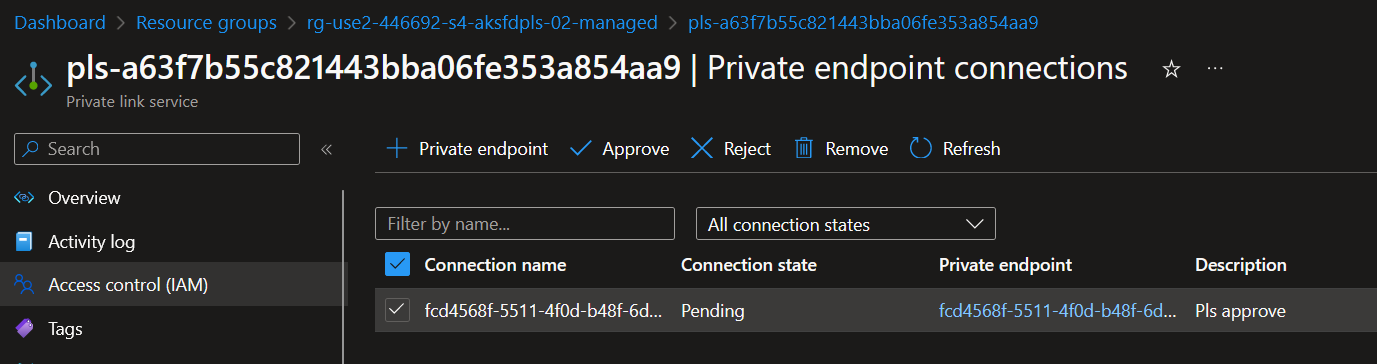 Dashboard > Resource groups > rg-use2-446692-s4-aksfdpls-02-managed > pls-a63f7b55c821443bba06fe353a854aa9
pls-a63f7b55c821443bba06fe353a854aa9 | Private endpoint connections
Private link service
Search
Private endpoint Approve Reject Remove Refresh
Overview
Activity log
Access control (IAM)
Tags
Filter by name...
All connection states
Connection name Connection state Private endpoint Description
fcd4568f-5511-4f0d-b48f-6d... Pending fcd4568f-5511-4f0d-b48f-6d... Pls approve